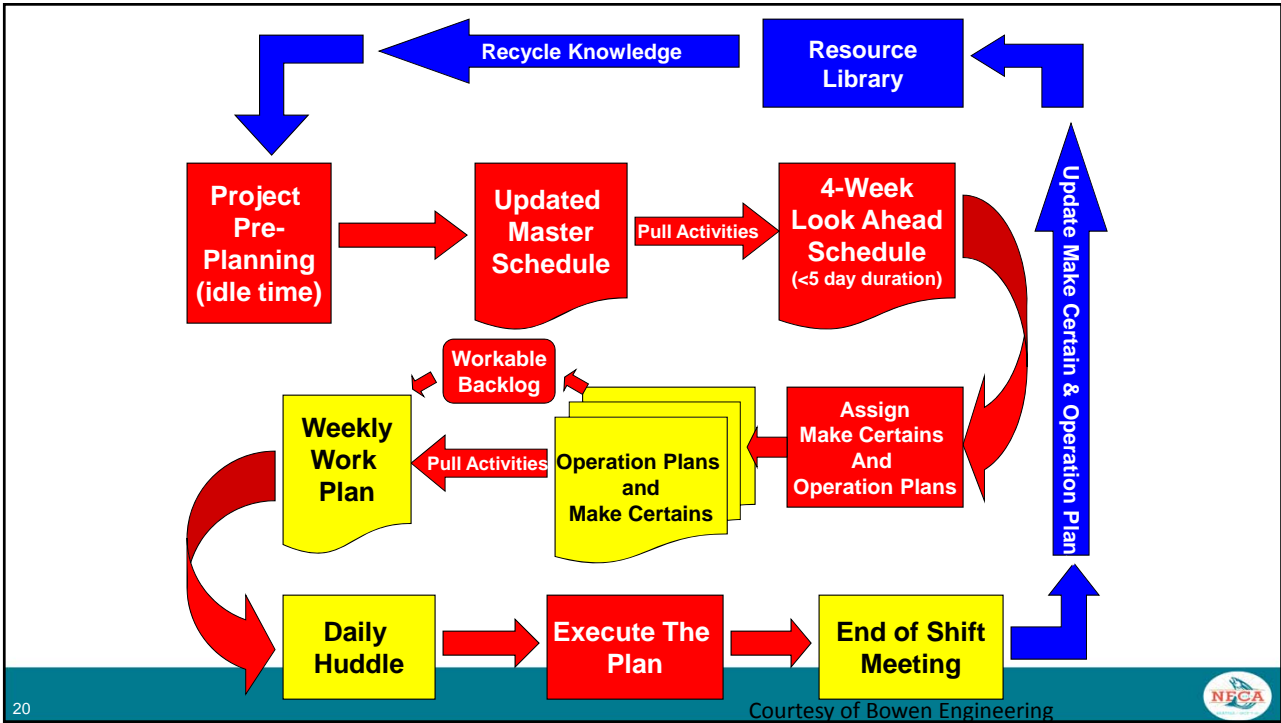 Recycle Knowledge
Resource
Library
Project
Pre-
Planning
(idle time)
Updated
Master
Schedule
Pull Activities
4-Week
Look Ahead
Schedule
(<5 day duration)
Update Make Certain & Operation Plan
Assign
Make Certains
And
Operation Plans
Operation Plans
and
Make Certains
Workable
Backlog
Pull Activities
Weekly
Work
Plan
Daily
Huddle
Execute The
Plan
End of Shift
Meeting
20
Courtesy of Bowen Engineering
NECA